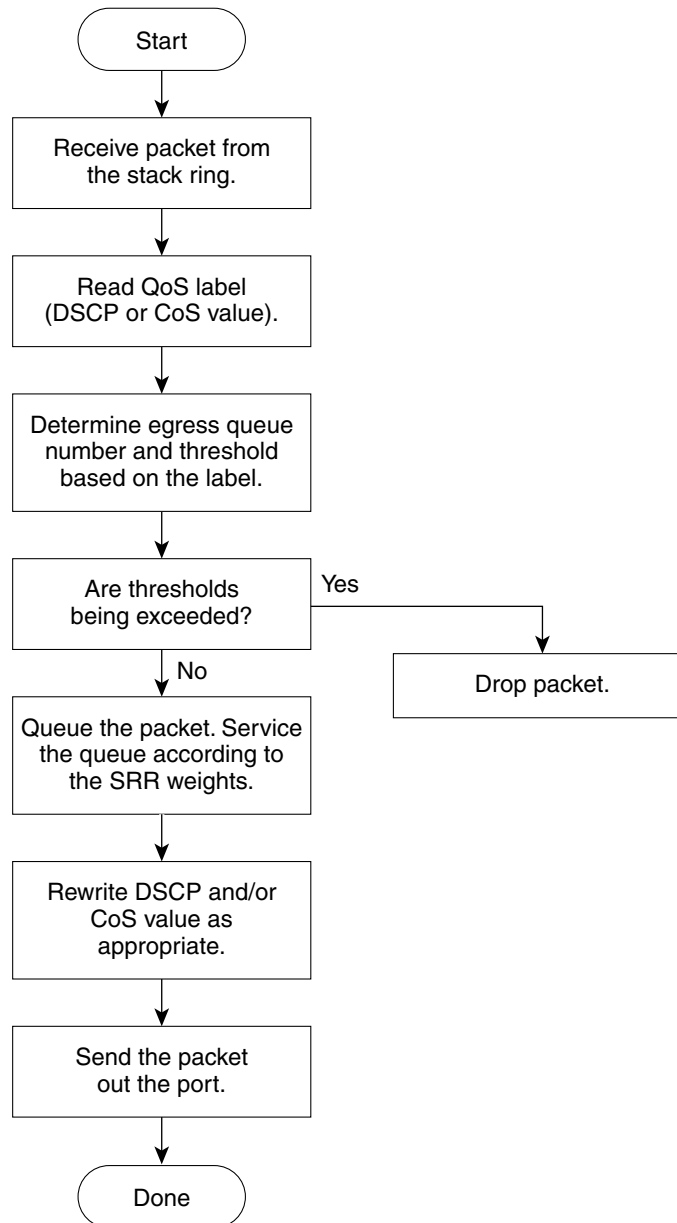 Start
Receive packet from
the stack ring.
Read QoS label
(DSCP or CoS value).
Determine egress queue
number and threshold
based on the label.
Are thresholds
being exceeded?
Yes
No
Drop packet.
Queue the packet. Service
the queue according to
the SRR weights.
Rewrite DSCP and/or
CoS value as
appropriate.
Send the packet
out the port.
Done